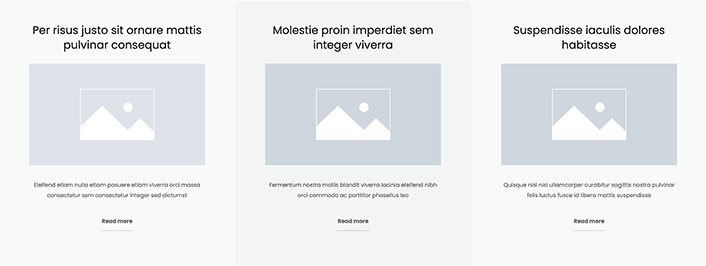 Per risus justo sit ornare mattis
pulvinar consequat
Eleifend etiam nulla etiam posuere etiam viverra orci massa
consectetur sem consectetur integer sed dictumst
Read more
Molestie proin imperdiet sem
integer viverra
Fermentum nostra mollis blandit viverra lacinia eleifend nibh
orci commodo ac porttitor phasellus leo
Read more
Suspendisse iaculis dolores
habitasse
Quisque nisl nisi ullamcorper curabitur sagittis nostra pulvinar
felis luctus fusce id libero mattis suspendisse
Read more